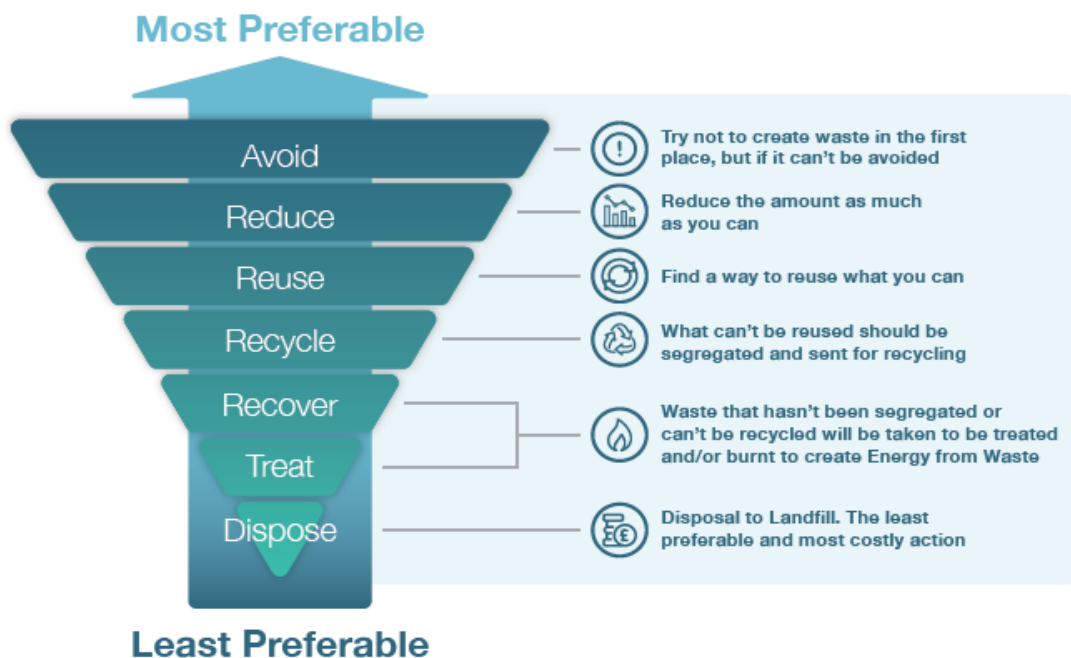 Most Preferable
Avoid
Try not to create waste in the first
place, but if it can't be avoided
Reduce
Reduce the amount as much
as you can
Reuse
Find a way to reuse what you can
Recycle
What can't be reused should be
segregated and sent for recycling
Recover
Treat
Waste that hasn't been segregated or
can't be recycled will be taken to be treated
and/or burnt to create Energy from Waste
Dispose
£
Disposal to Landfill. The least
preferable and most costly action
Least Preferable